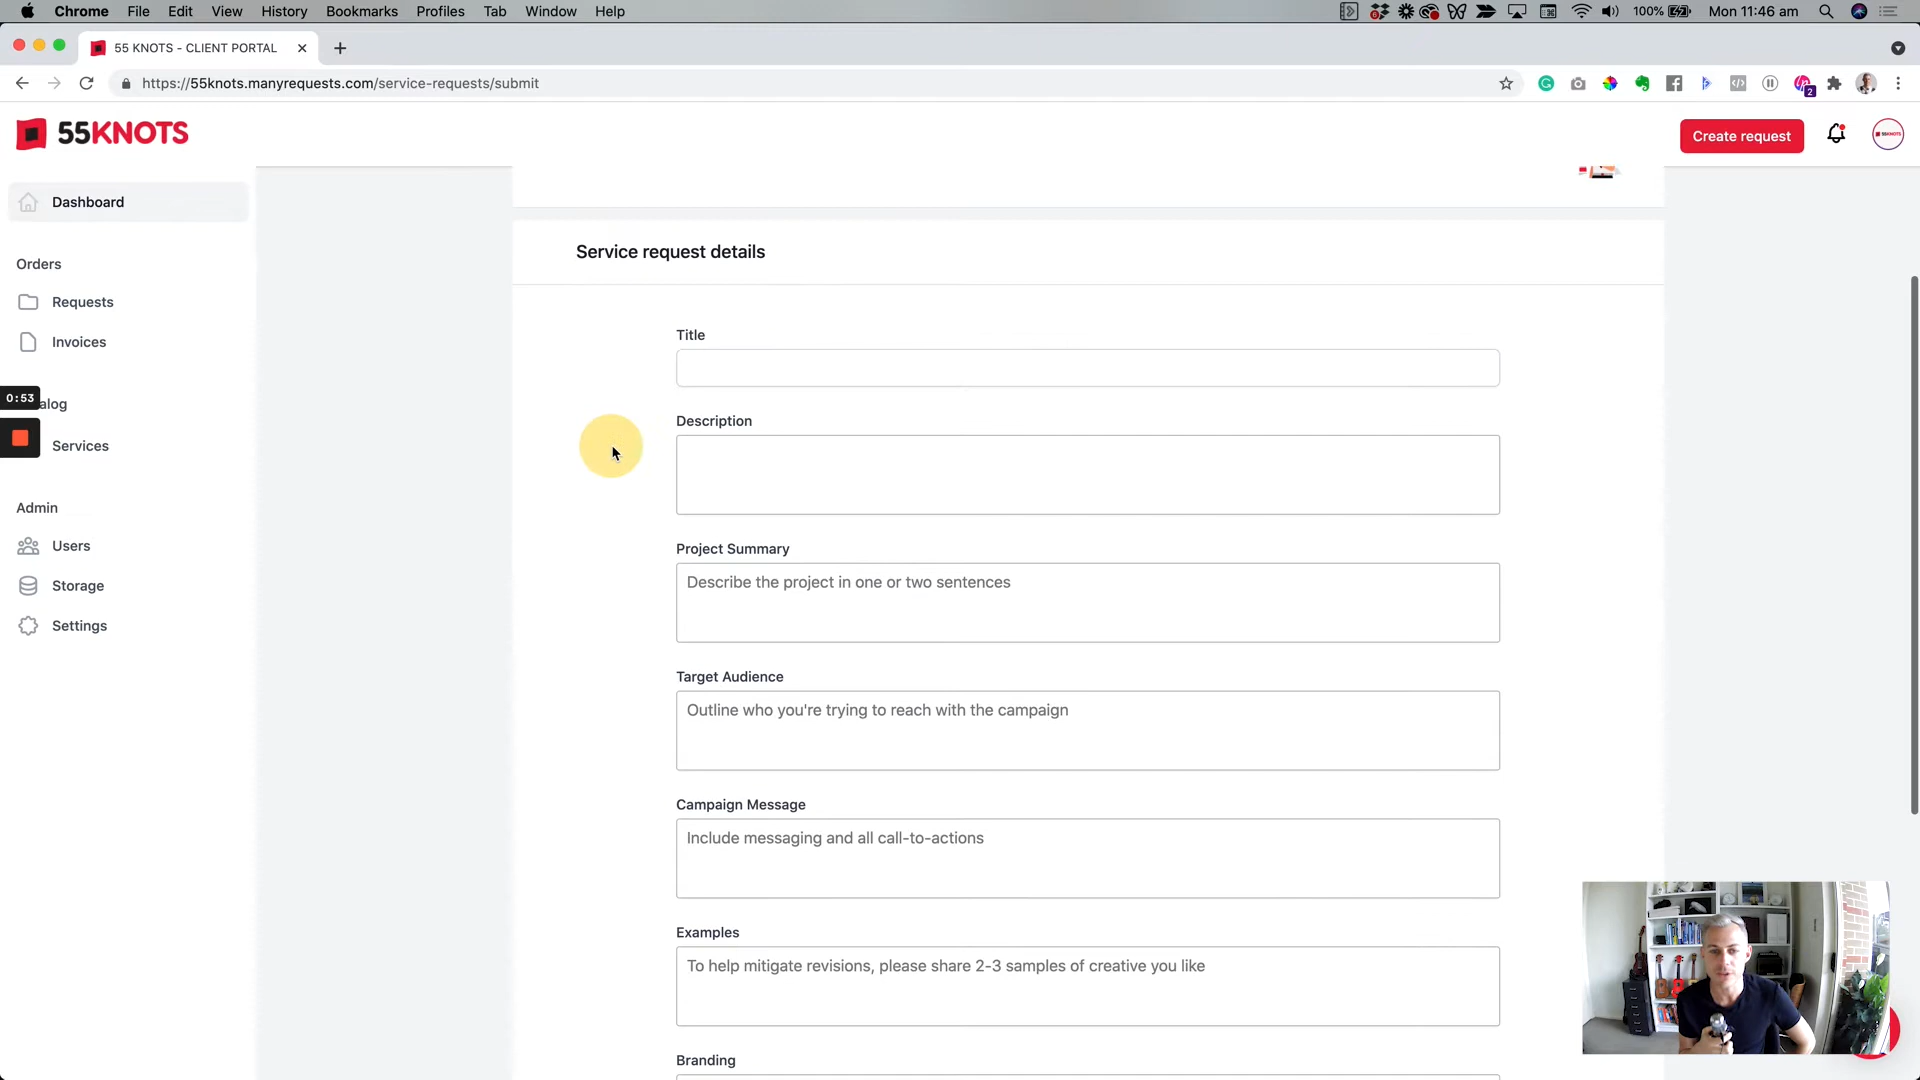 Chrome File Edit View History Bookmarks Profiles Tab Window Help 100% Mon 11:46 am
55 KNOTS - CLIENT PORTAL
https://55knots.manyrequests.com/service-requests/submit
2
55KNOTS
Create request
Dashboard
Orders
Requests
Invoices
0:53
alog
Services
Admin
Users
Storage
Settings
Service request details
Title
Description
Project Summary
Describe the project in one or two sentences
Target Audience
Outline who you're trying to reach with the campaign
Campaign Message
Include messaging and all call-to-actions
Examples
To help mitigate revisions, please share 2-3 samples of creative you like
Branding